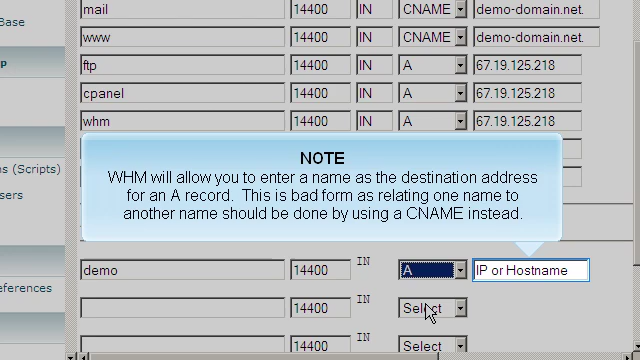 mail 14400 IN CNAME demo-domain.net.
Base
www 14400 IN CNAME demo-domain.net.
ftp 14400 IN A 67.19.125.218
cpanel 14400 IN A 67.19.125.218
whm 14400 IN A 67.19.125.218
NOTE
WHM will allow you to enter a name as the destination address
for an A record. This is bad form as relating one name to
another name should be done by using a CNAME instead.
s (Scripts)
sers
demo 14400 IN A IP or Hostname
eferences
14400 IN Select
14400 IN Select